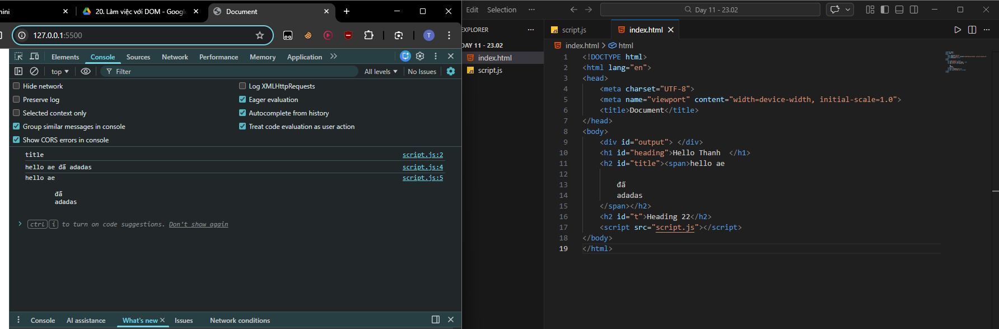 20. Làm việc với DOM - Googl
Document
127.0.0.1:5500
T
Elements
Console
Sources
Network
Performance
Memory
Application
top
Filter
All levels
No Issues
Hide network
Log XMLHttpRequests
Preserve log
Eager evaluation
Selected context only
Autocomplete from history
Group similar messages in console
Treat code evaluation as user action
Show CORS errors in console
title script.js:2
hello ae đấ adadas script.js:4
hello ae script.js:5
đấ
adadas
ctrl i to turn on code suggestions. Don't show again
Console
AI assistance
What's new
Issues
Network conditions
Edit
Selection
Day 11 - 23.02
EXPLORER
DAY 11 - 23.02
index.html
JS script.js
JS script.js
index.html
index.html > html
1 <!DOCTYPE html>
2 <html lang="en">
3 <head>
4 <meta charset="UTF-8">
5 <meta name="viewport" content="width=device-width, initial-scale=1.0">
6 <title>Document</title>
7 </head>
8 <body>
9 <div id="output"> </div>
10 <h1 id="heading">Hello Thanh  </h1>
11 <h2 id="title"><span>hello ae
12
13 đấ
14 adadas
15 </span></h2>
16 <h2 id="t">Heading 22</h2>
17 <script src="script.js"></script>
18 </body>
19 </html>